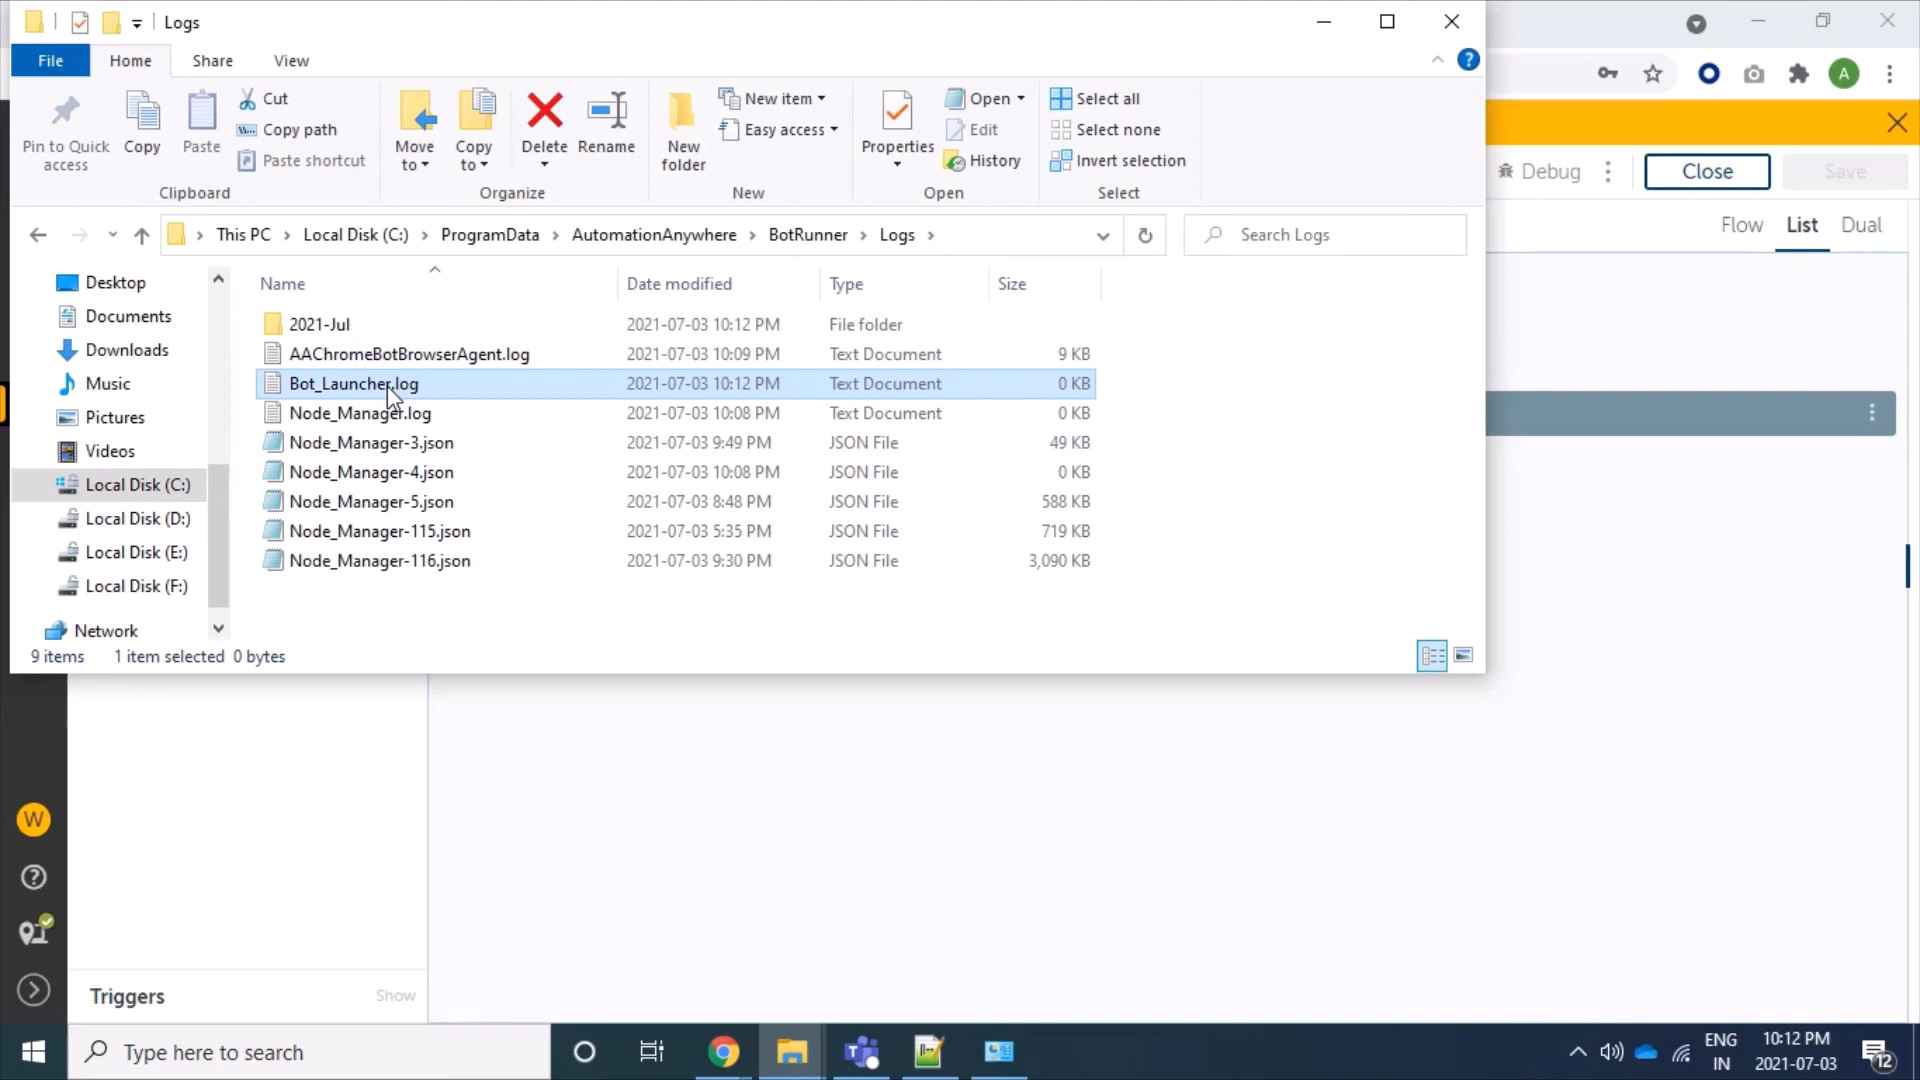 Logs
File Home Share View
Pin to Quick access
Copy
Paste
Cut
Copy path
Paste shortcut
Clipboard
Move to
Copy to
Delete
Rename
Organize
New folder
New item
Easy access
New
Properties
Open
Edit
History
Open
Select all
Select none
Invert selection
Select
A
Debug
Close
Save
Flow List Dual
This PC › Local Disk (C:) › ProgramData › AutomationAnywhere › BotRunner › Logs ›
Search Logs
Desktop
Documents
Downloads
Music
Pictures
Videos
Local Disk (C:)
Local Disk (D:)
Local Disk (E:)
Local Disk (F:)
Network
Name Date modified Type Size
2021-Jul 2021-07-03 10:12 PM File folder
AAChromeBotBrowserAgent.log 2021-07-03 10:09 PM Text Document 9 KB
Bot_Launcher.log 2021-07-03 10:12 PM Text Document 0 KB
Node_Manager.log 2021-07-03 10:08 PM Text Document 0 KB
Node_Manager-3.json 2021-07-03 9:49 PM JSON File 49 KB
Node_Manager-4.json 2021-07-03 10:08 PM JSON File 0 KB
Node_Manager-5.json 2021-07-03 8:48 PM JSON File 588 KB
Node_Manager-115.json 2021-07-03 5:35 PM JSON File 719 KB
Node_Manager-116.json 2021-07-03 9:30 PM JSON File 3,090 KB
9 items 1 item selected 0 bytes
W
Triggers Show
Type here to search
ENG
IN
10:12 PM
2021-07-03
12